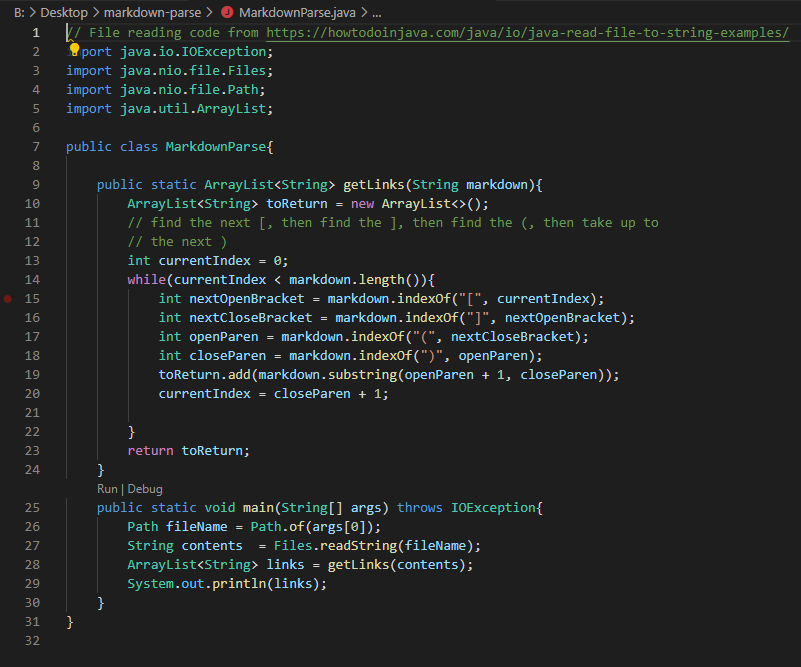 B: > Desktop > markdown-parse > J MarkdownParse.java > ...
1 // File reading code from https://howtodoinjava.com/java/io/java-read-file-to-string-examples/
2 port java.io.IOException;
3 import java.nio.file.Files;
4 import java.nio.file.Path;
5 import java.util.ArrayList;
6
7 public class MarkdownParse{
8
9     public static ArrayList<String> getLinks(String markdown){
10         ArrayList<String> toReturn = new ArrayList<>();
11         // find the next [, then find the ], then find the (, then take up to
12         // the next )
13         int currentIndex = 0;
14         while(currentIndex < markdown.length()){
15             int nextOpenBracket = markdown.indexOf("[", currentIndex);
16             int nextCloseBracket = markdown.indexOf("]", nextOpenBracket);
17             int openParen = markdown.indexOf("(", nextCloseBracket);
18             int closeParen = markdown.indexOf(")", openParen);
19             toReturn.add(markdown.substring(openParen + 1, closeParen));
20             currentIndex = closeParen + 1;
21
22         }
23         return toReturn;
24     }
Run | Debug
25     public static void main(String[] args) throws IOException{
26         Path fileName = Path.of(args[0]);
27         String contents  = Files.readString(fileName);
28         ArrayList<String> links = getLinks(contents);
29         System.out.println(links);
30     }
31 }
32